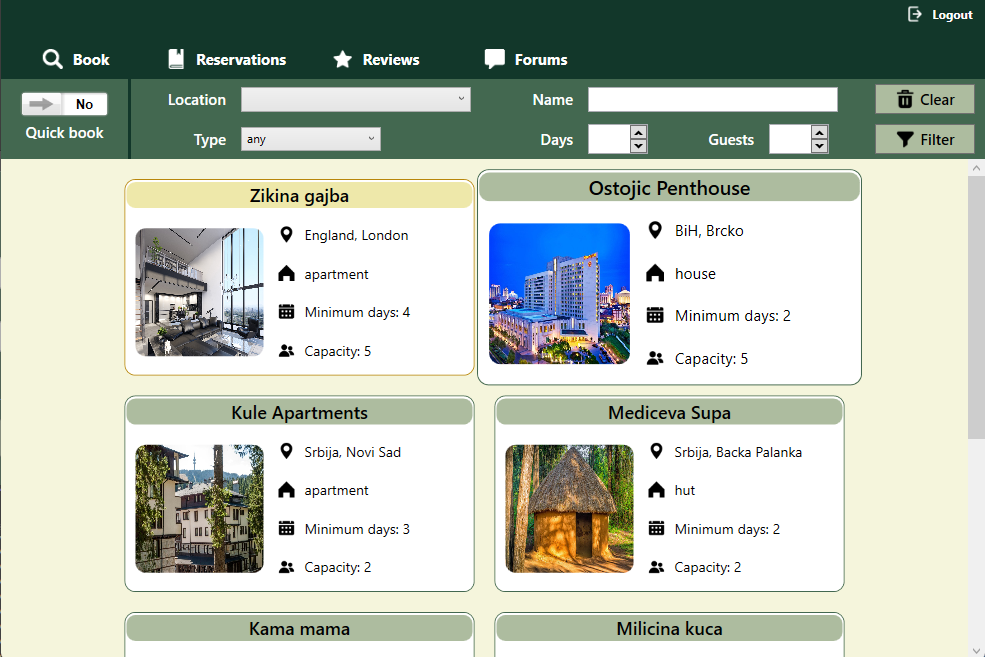 Logout
Book
Reservations
Reviews
Forums
No
Quick book
Location
Name
Clear
Type
any
Days
Guests
Filter
Zikina gajba
England, London
apartment
Minimum days: 4
Capacity: 5
Ostojic Penthouse
BiH, Brcko
house
Minimum days: 2
Capacity: 5
Kule Apartments
Srbija, Novi Sad
apartment
Minimum days: 3
Capacity: 2
Mediceva Supa
Srbija, Backa Palanka
hut
Minimum days: 2
Capacity: 2
Kama mama
Milicina kuca